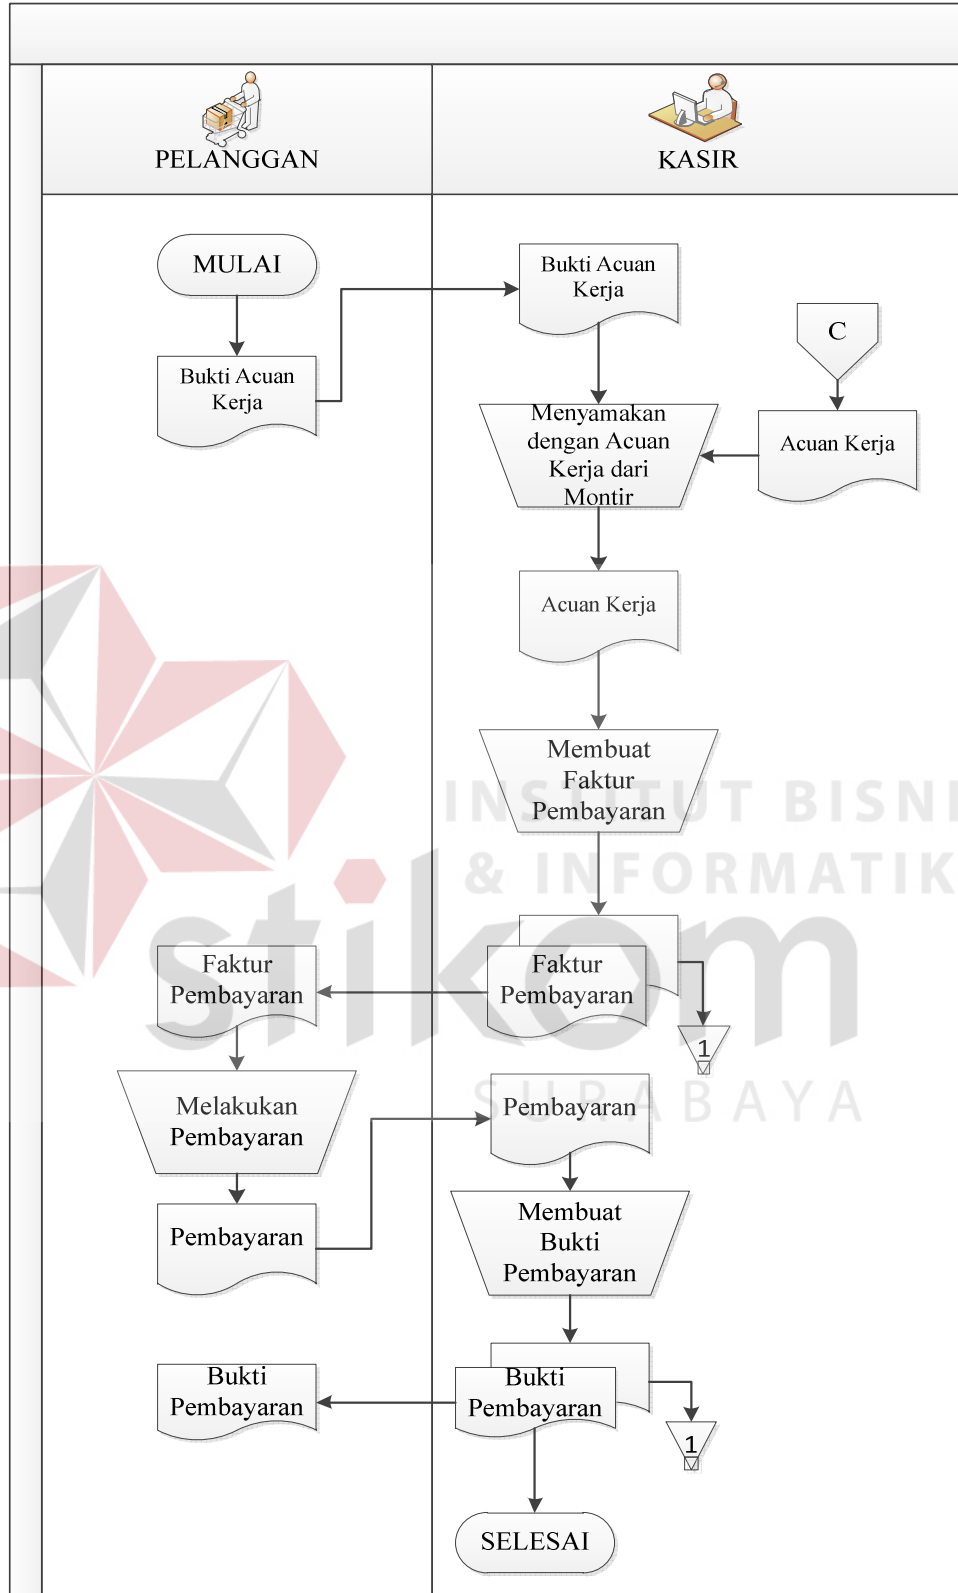 PELANGGAN
KASIR
MULAI
Bukti Acuan
Kerja
Bukti Acuan
Kerja
C
Menyamakan
dengan Acuan
Kerja dari
Montir
Acuan Kerja
Acuan Kerja
Membuat
Faktur
Pembayaran
INSTITUT BISNI
& INFORMATIK
stikom
SURABAYA
Faktur
Pembayaran
Faktur
Pembayaran
1
Melakukan
Pembayaran
Pembayaran
Pembayaran
Membuat
Bukti
Pembayaran
Bukti
Pembayaran
Bukti
Pembayaran
1
SELESAI